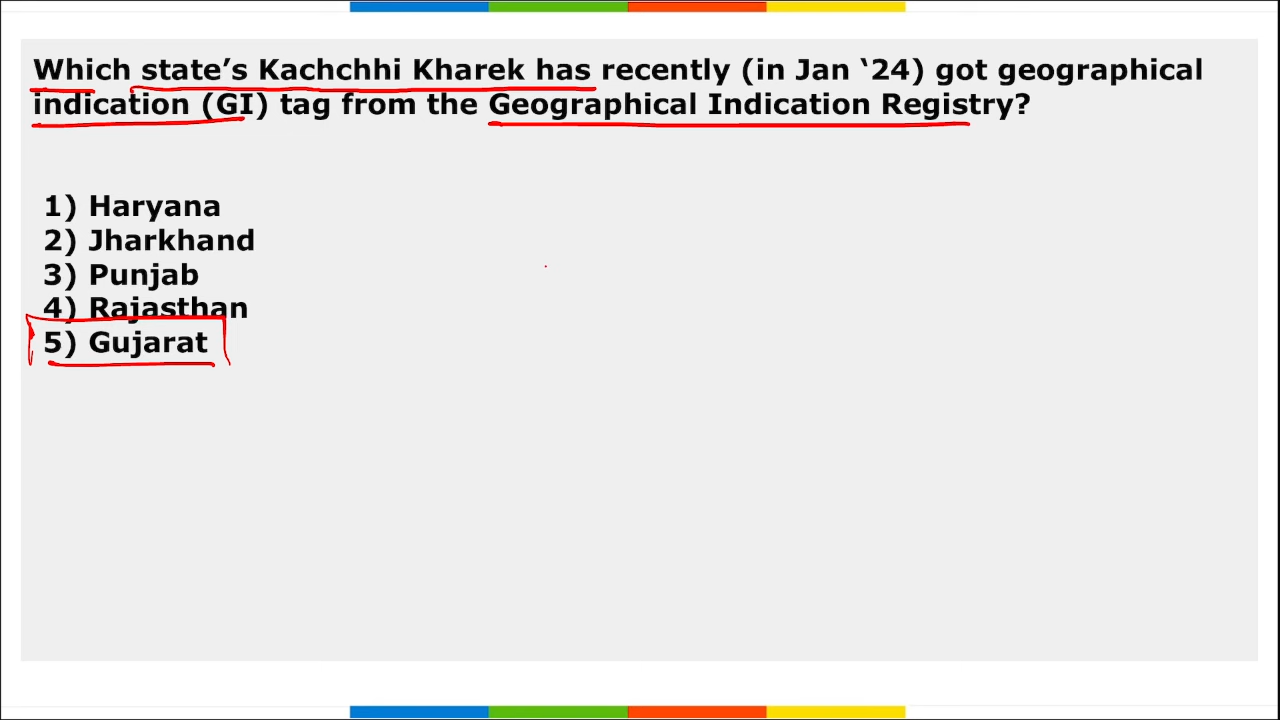 Which state’s Kachchhi Kharek has recently (in Jan ‘24) got geographical
indication (GI) tag from the Geographical Indication Registry?
1) Haryana
2) Jharkhand
3) Punjab
4) Rajasthan
5) Gujarat